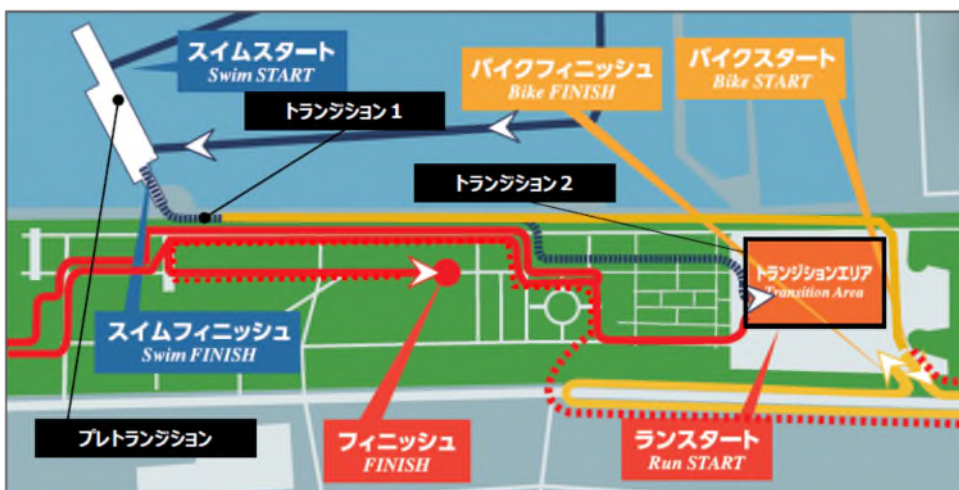 スイムスタート
Swim START
バイクフィニッシュ
Bike FINISH
バイクスタート
Bike START
トランジション１
トランジション２
トランジションエリア
Transition Area
スイムフィニッシュ
Swim FINISH
プレトランジション
フィニッシュ
FINISH
ランスタート
Run START